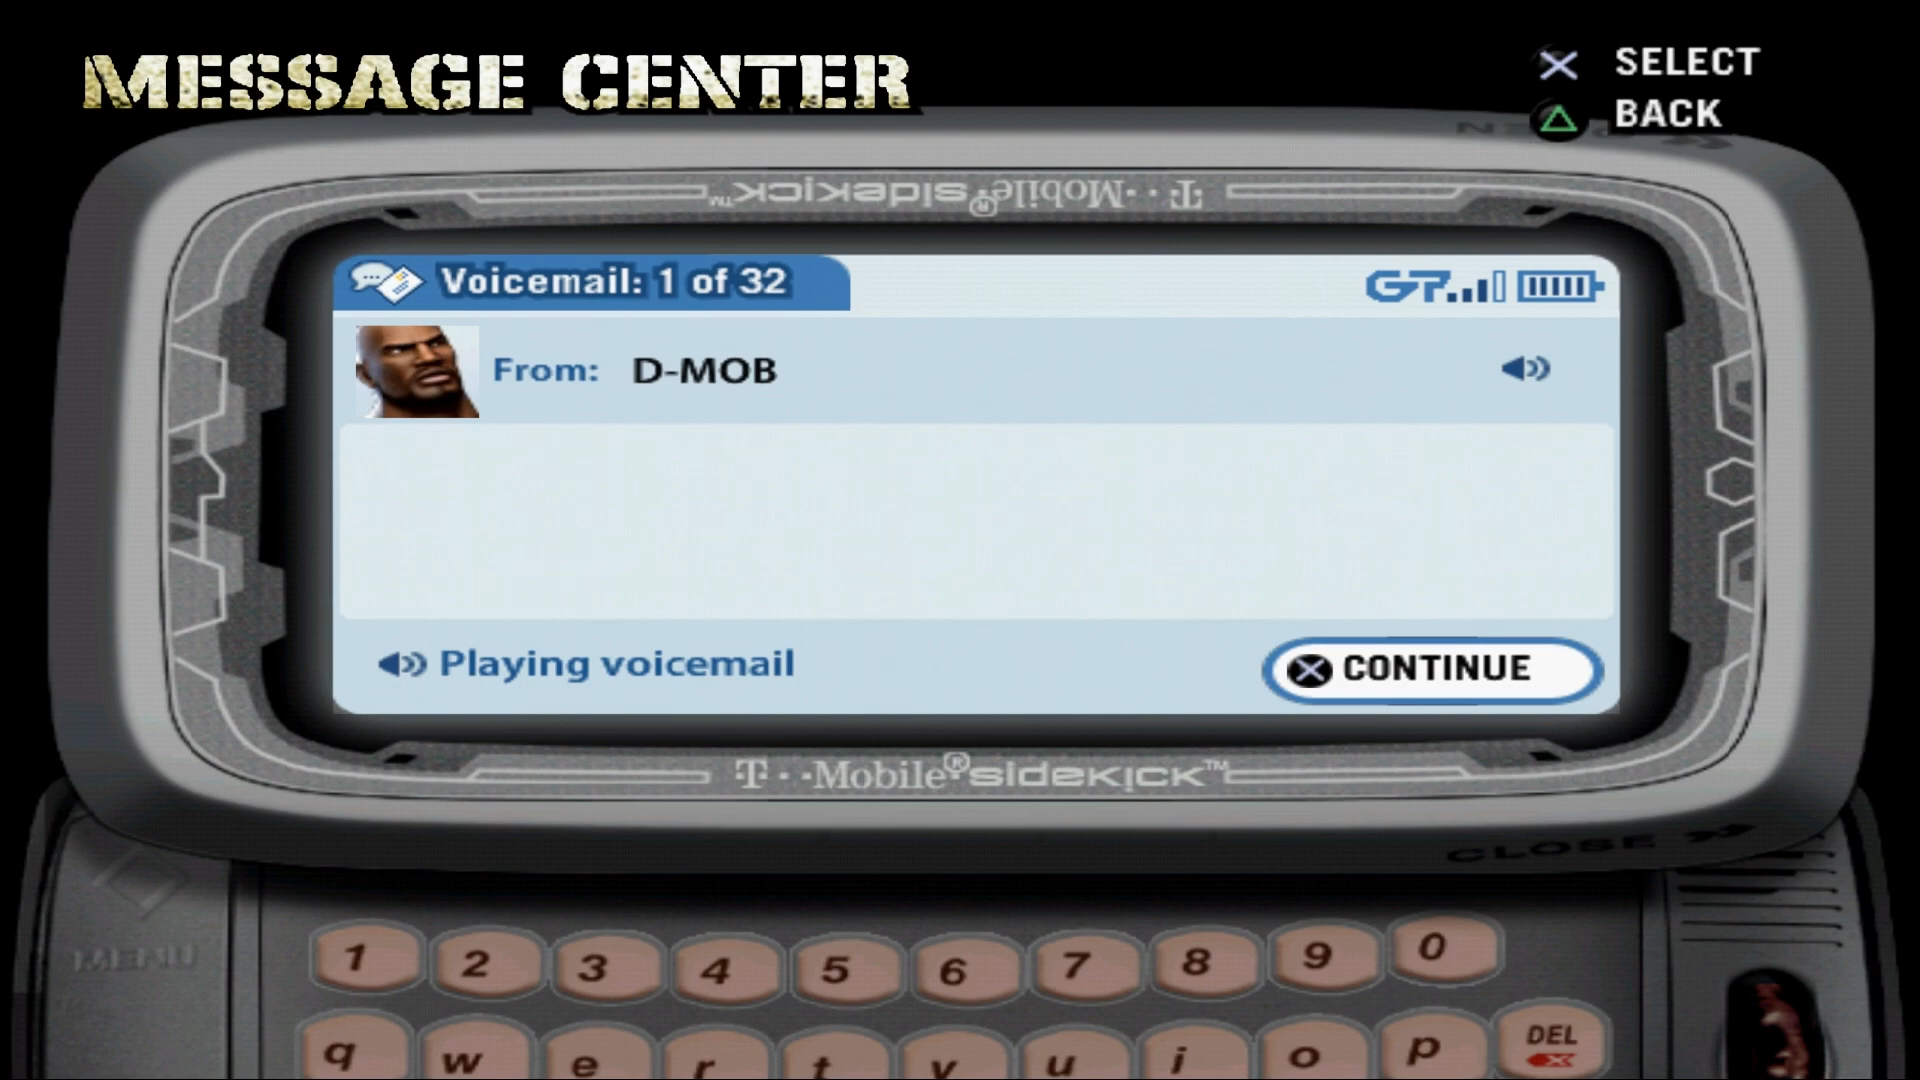 MESSAGE CENTER
SELECT
BACK
T··Mobile® sidekick™
Voicemail: 1 of 32
From: D-MOB
Playing voicemail
CONTINUE
T··Mobile® sidekick™
CLOSE
MENU
1 2 3 4 5 6 7 8 9 0
q w e r t y u i o p DEL